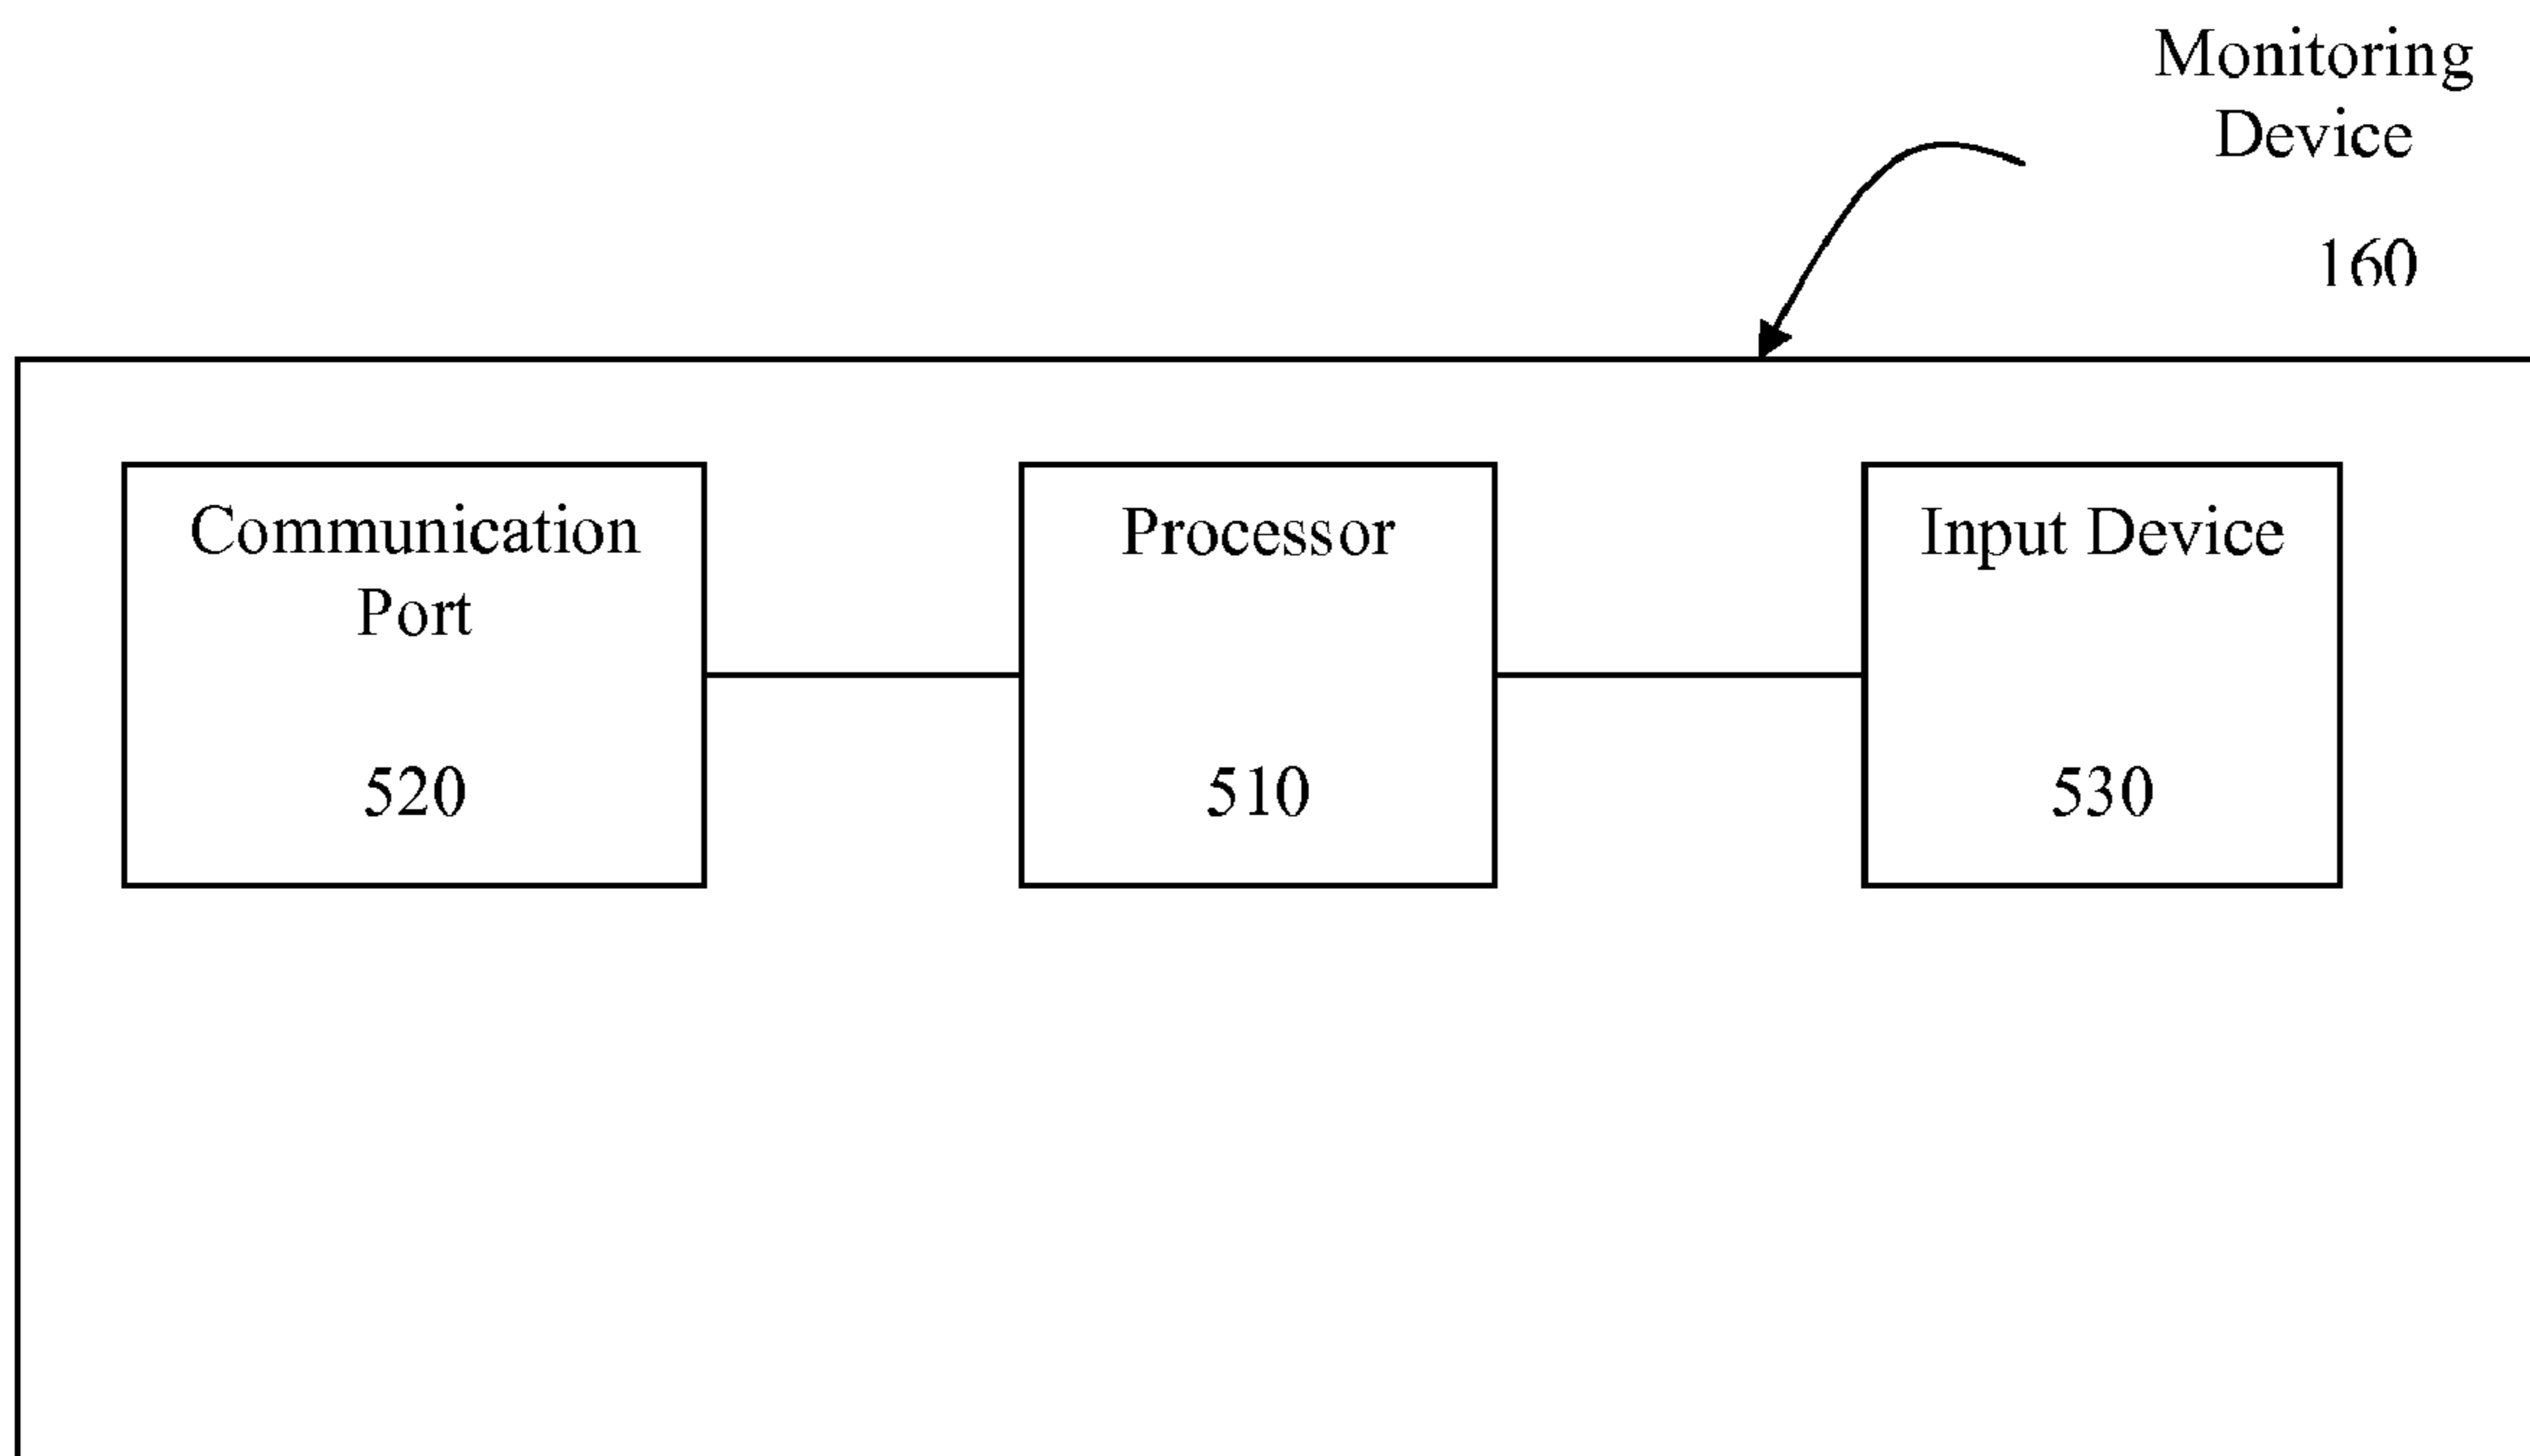 Monitoring
Device
160
Communication
Port
520
Processor
510
Input Device
530